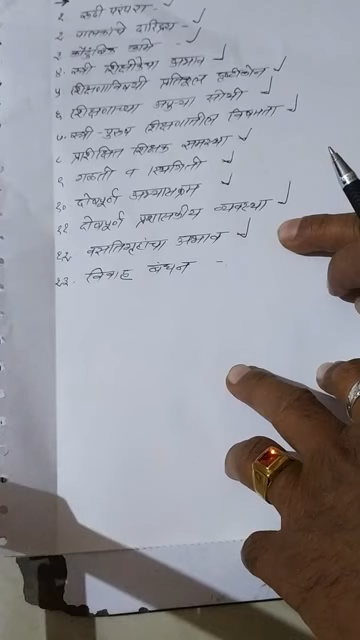 १ रूढी परंपरा -
२ पालकांचे दारिद्र्य -
३ कौटुंबिक कामे -
४. स्त्री शिक्षिकेचा अभाव
५ शिक्षणाविषयी प्रतिकूल दृष्टीकोन
६ शिक्षणाच्या अपुऱ्या सोयी
७. स्त्री-पुरुष शिक्षणातील विषमता
८ प्रशिक्षित शिक्षक समस्या
९ गळती व स्थगिती
१० दोषपूर्ण अभ्यासक्रम
११ दोषपूर्ण प्रशासकीय व्यवस्था
१२. वसतिगृहांचा अभाव
१३. विवाह बंधन -